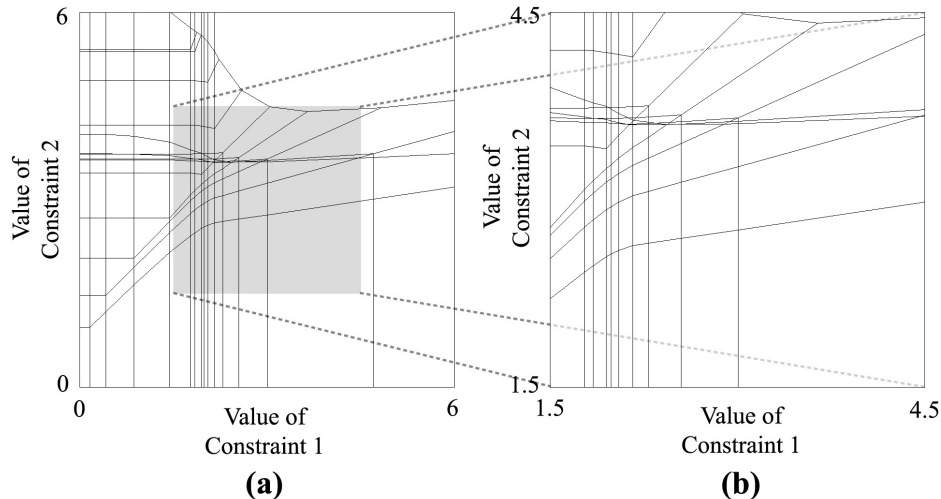 6
Value of
Constraint 2
0
0
Value of
Constraint 1
6
(a)
4.5
Value of
Constraint 2
1.5
1.5
Value of
Constraint 1
4.5
(b)